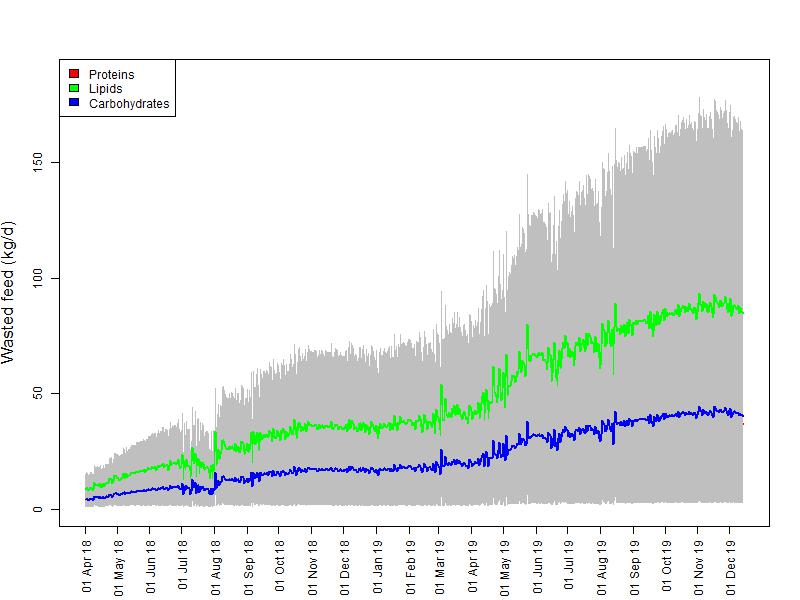 Proteins
Lipids
Carbohydrates
Wasted feed (kg/d)
150
100
50
0
01 Apr 18
01 May 18
01 Jun 18
01 Jul 18
01 Aug 18
01 Sep 18
01 Oct 18
01 Nov 18
01 Dec 18
01 Jan 19
01 Feb 19
01 Mar 19
01 Apr 19
01 May 19
01 Jun 19
01 Jul 19
01 Aug 19
01 Sep 19
01 Oct 19
01 Nov 19
01 Dec 19